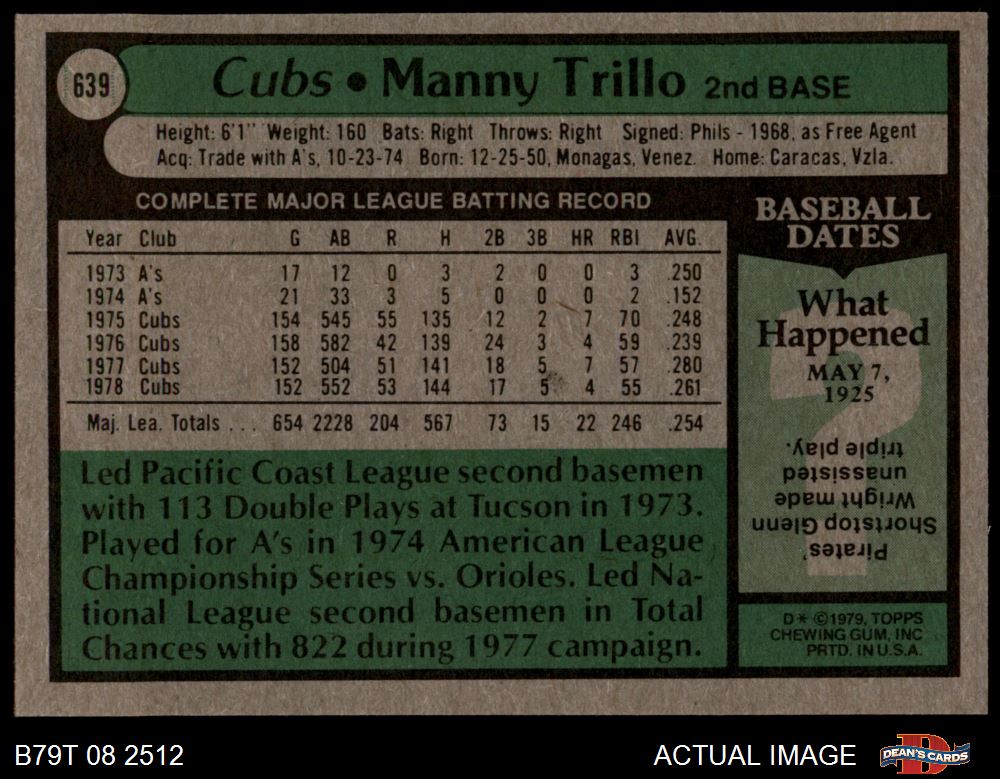 639
Cubs • Manny Trillo 2nd BASE
Height: 6'1" Weight: 160 Bats: Right Throws: Right Signed: Phils - 1968, as Free Agent
Acq: Trade with A's, 10-23-74 Born: 12-25-50, Monagas, Venez. Home: Caracas, Vzla.
COMPLETE MAJOR LEAGUE BATTING RECORD
Year Club G AB R H 2B 3B HR RBI AVG.
1973 A's 17 12 0 3 2 0 0 3 .250
1974 A's 21 33 3 5 0 0 0 2 .152
1975 Cubs 154 545 55 135 12 2 7 70 .248
1976 Cubs 158 582 42 139 24 3 4 59 .239
1977 Cubs 152 504 51 141 18 5 7 57 .280
1978 Cubs 152 552 53 144 17 5 4 55 .261
Maj. Lea. Totals ... 654 2228 204 567 73 15 22 246 .254
Led Pacific Coast League second basemen
with 113 Double Plays at Tucson in 1973.
Played for A's in 1974 American League
Championship Series vs. Orioles. Led Na-
tional League second basemen in Total
Chances with 822 during 1977 campaign.
BASEBALL
DATES
What
Happened
MAY 7,
1925
?
Pirates'
Shortstop Glenn
Wright made
unassisted
triple play.
D* ©1979, TOPPS
CHEWING GUM, INC
PRTD. IN U.S.A.
B79T 08 2512
ACTUAL IMAGE
DEAN'S CARDS